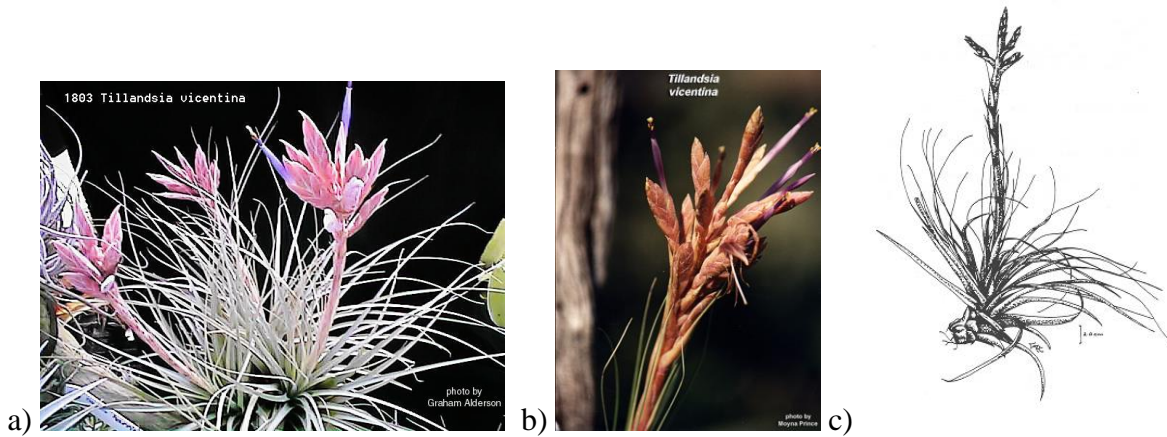 1803 Tillandsia vicentina
photo by
Graham Alderson
a)
Tillandsia
vicentina
photo by
Moyna Prince
b)
c)